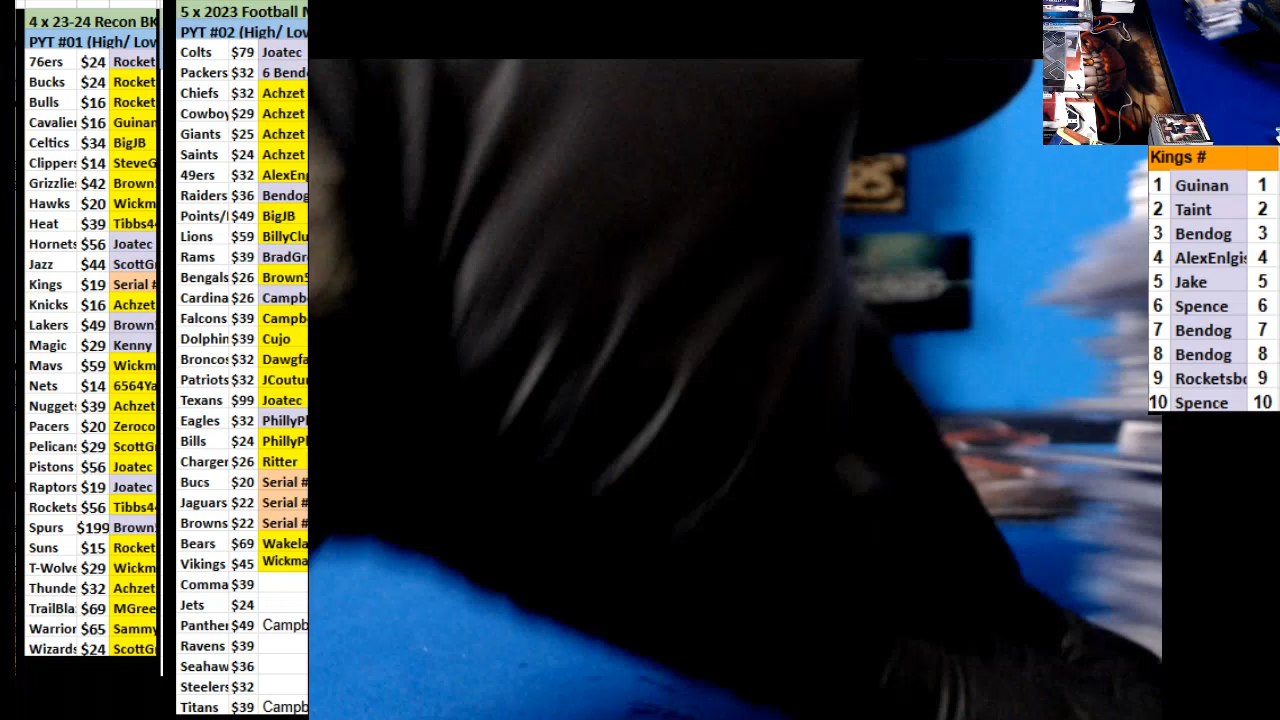 4 x 23-24 Recon BK
PYT #01 (High/ Lov
76ers $24 Rocket
Bucks $24 Rocket
Bulls $16 Rocket
Cavalier $16 Guinan
Celtics $34 BigJB
Clippers $14 SteveG
Grizzlie $42 Brown
Hawks $20 Wickm
Heat $39 Tibbs4
Hornets $56 Joatec
Jazz $44 ScottGr
Kings $19 Serial #
Knicks $16 Achzet
Lakers $49 Brown
Magic $29 Kenny
Mavs $59 Wickm
Nets $14 6564Ya
Nuggets $39 Achzet
Pacers $20 Zeroco
Pelicans $29 ScottGr
Pistons $56 Joatec
Raptors $19 Joatec
Rockets $56 Tibbs4
Spurs $199 Brown
Suns $15 Rocket
T-Wolve $29 Wickm
Thunde $32 Achzet
TrailBla $69 MGree
Warrior $65 Sammy
Wizards $24 ScottGr
5 x 2023 Football N
PYT #02 (High/ Lov
Colts $79 Joatec
Packers $32 6 Bend
Chiefs $32 Achzet
Cowboy $29 Achzet
Giants $25 Achzet
Saints $24 Achzet
49ers $32 AlexEng
Raiders $36 Bendog
Points/ $49 BigJB
Lions $59 BillyClu
Rams $39 BradGr
Bengals $26 Brown5
Cardina $26 Campb
Falcons $39 Campb
Dolphin $39 Cujo
Broncos $32 Dawgfa
Patriots $32 JCoutu
Texans $99 Joatec
Eagles $32 PhillyPl
Bills $24 PhillyPl
Charger $26 Ritter
Bucs $20 Serial #
Jaguars $22 Serial #
Browns $22 Serial #
Bears $69 Wakela
Vikings $45 Wickma
Comma $39
Jets $24
Panthe $49 Campb
Ravens $39
Seahaw $36
Steelers $32
Titans $39 Campb
Kings #
1 Guinan 1
2 Taint 2
3 Bendog 3
4 AlexEnlgis 4
5 Jake 5
6 Spence 6
7 Bendog 7
8 Bendog 8
9 Rocketsbo 9
10 Spence 10